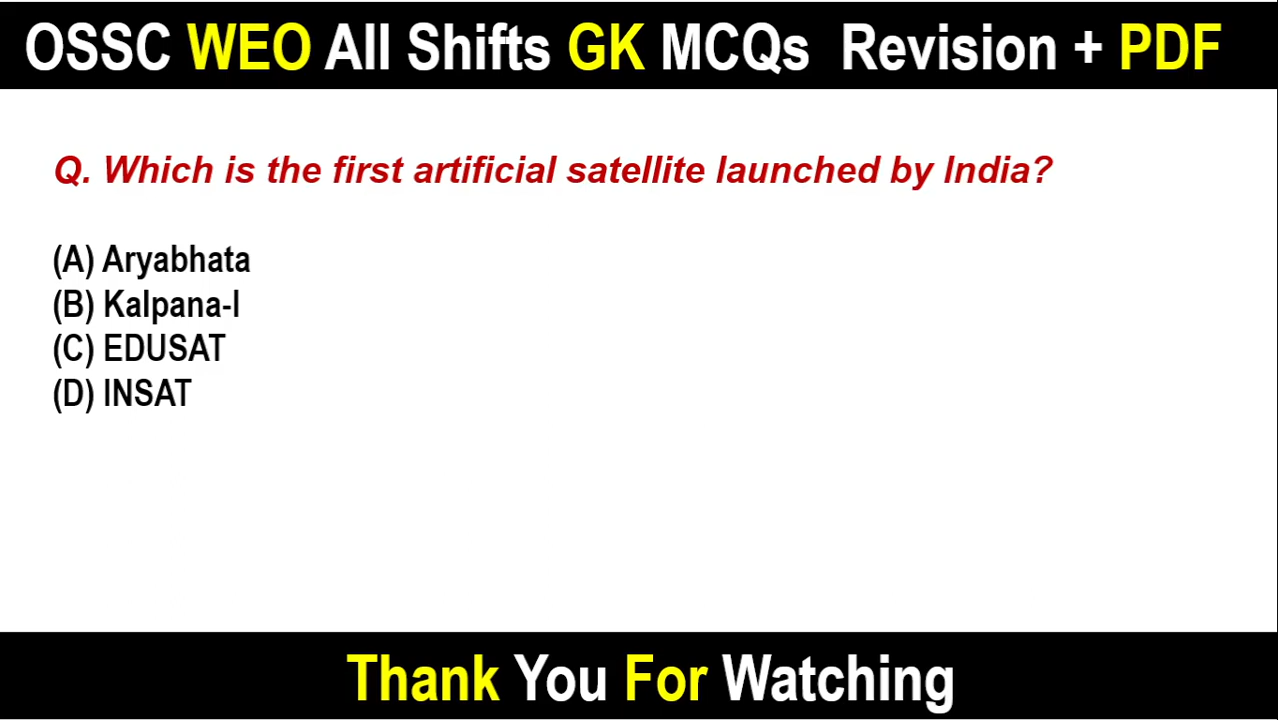 OSSC WEO All Shifts GK MCQs Revision + PDF
Q. Which is the first artificial satellite launched by India?
(A) Aryabhata
(B) Kalpana-I
(C) EDUSAT
(D) INSAT
Thank You For Watching